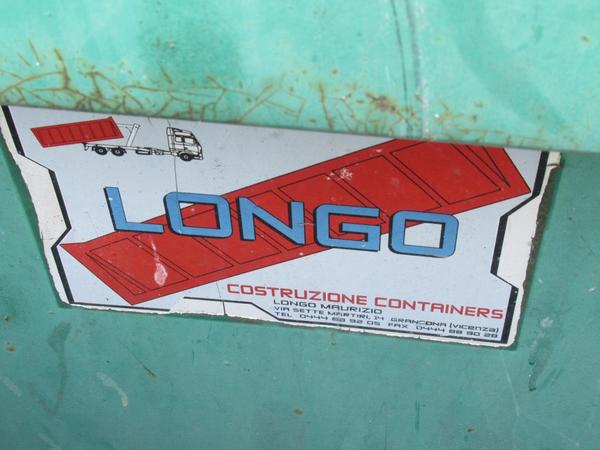 LONGO
COSTRUZIONE CONTAINERS
LONGO MAURIZIO
VIA SETTE MARTIRI, 14 GRANCONA (VICENZA)
TEL 0444 63 92 05 FAX 0444 88 90 28